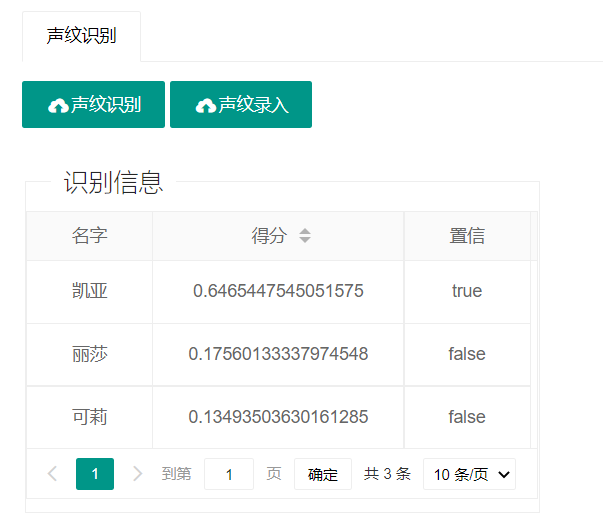 声纹识别
声纹识别 声纹录入
识别信息
名字 得分 置信
凯亚 0.6465447545051575 true
丽莎 0.17560133337974548 false
可莉 0.13493503630161285 false
1 到第 1 页 确定 共 3 条 10 条/页